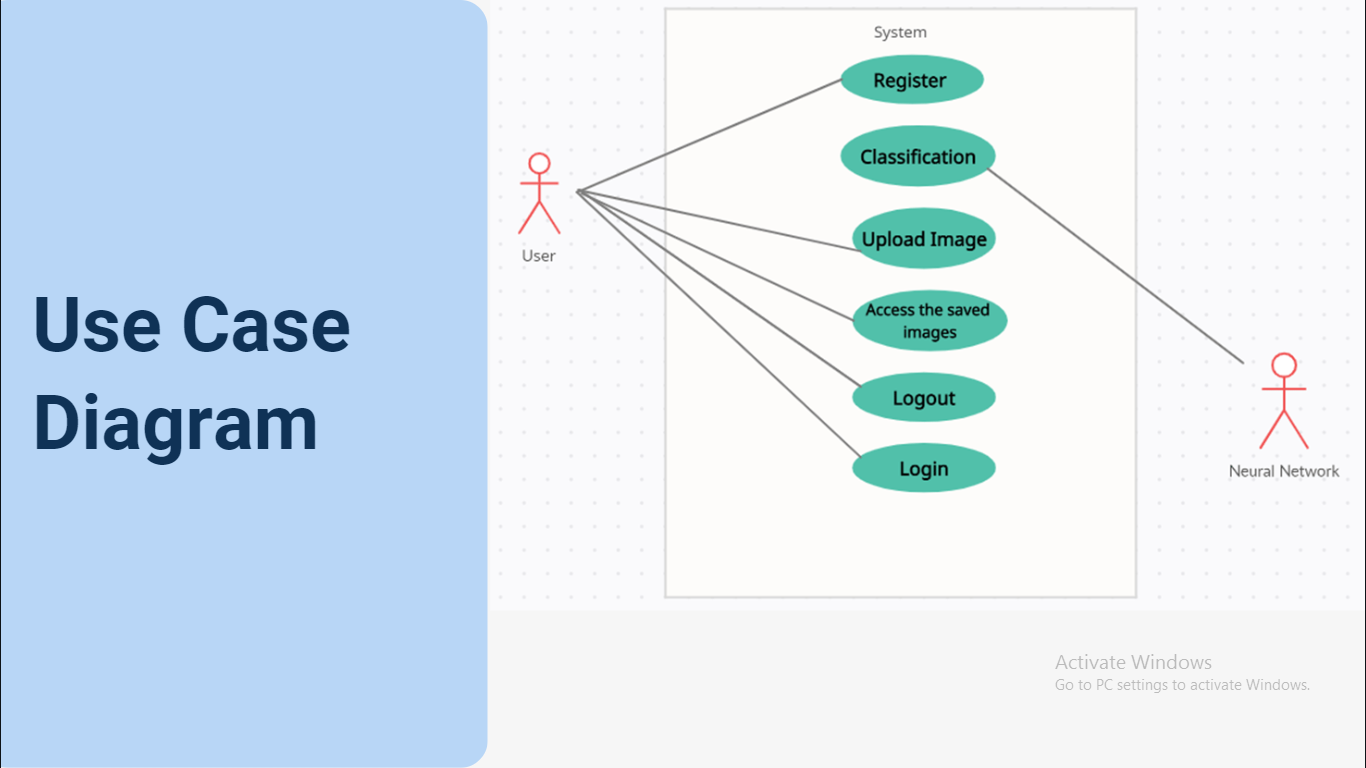 Use Case
Diagram
System
Register
Classification
Upload Image
Access the saved
images
Logout
Login
User
Neural Network
Activate Windows
Go to PC settings to activate Windows.